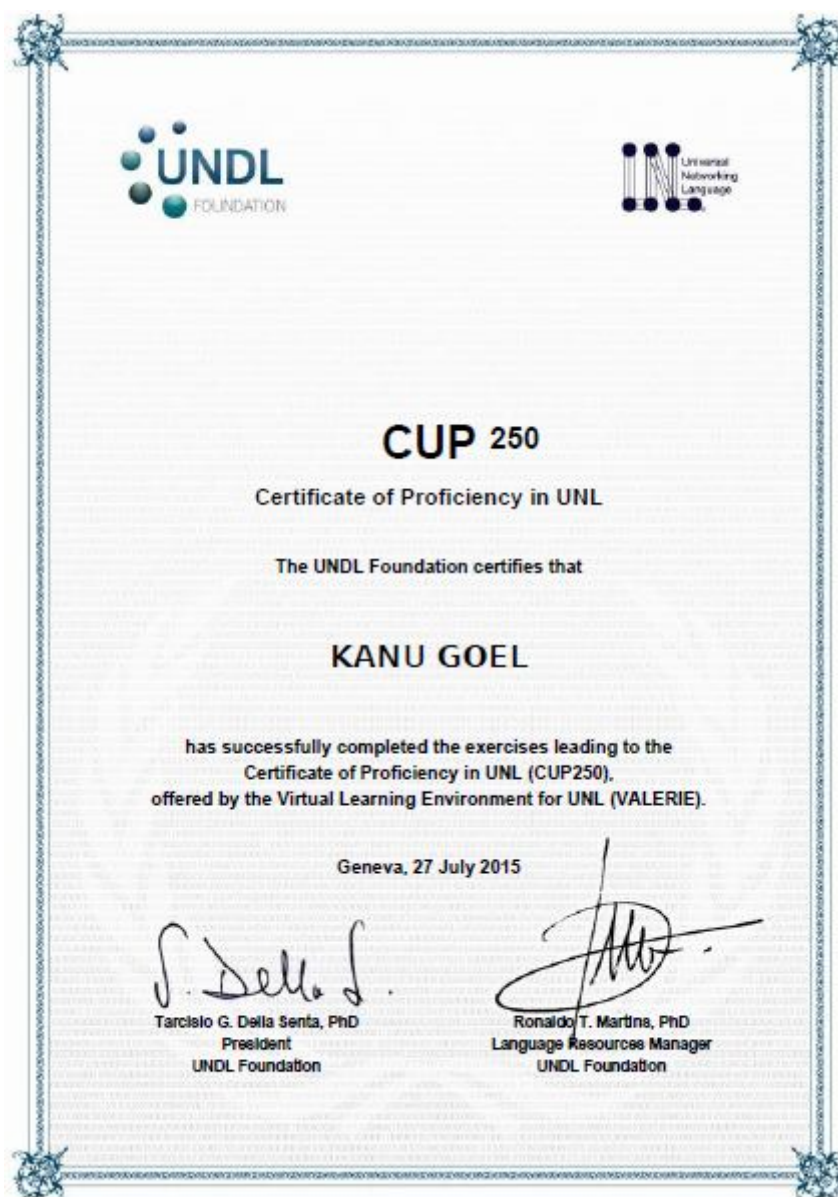 UNDL
FOUNDATION
Universal
Networking
Language
CUP 250
Certificate of Proficiency in UNL
The UNDL Foundation certifies that
KANU GOEL
has successfully completed the exercises leading to the
Certificate of Proficiency in UNL (CUP250),
offered by the Virtual Learning Environment for UNL (VALERIE).
Geneva, 27 July 2015
Tarcisio G. Della Senta, PhD
President
UNDL Foundation
Ronaldo T. Martins, PhD
Language Resources Manager
UNDL Foundation